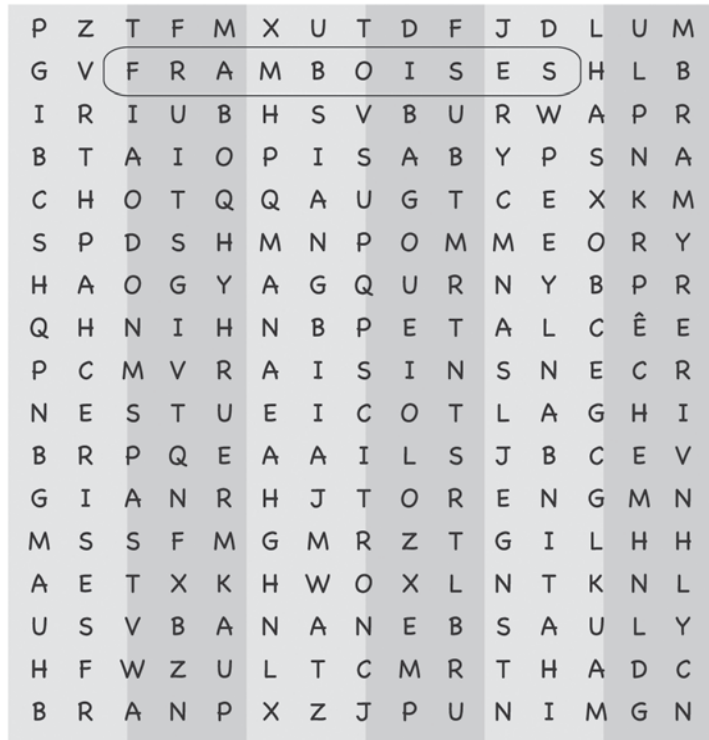 P Z T F M X U T D F J D L U M
G V F R A M B O I S E S H L B
I R I U B H S V B U R W A P R
B T A I O P I S A B Y P S N A
C H O T Q Q A U G T C E X K M
S P D S H M N P O M M E O R Y
H A O G Y A G Q U R N Y B P R
Q H N I H N B P E T A L C Ê E
P C M V R A I S I N S N E C R
N E S T U E I C O T L A G H I
B R P Q E A A I L S J B C E V
G I A N R H J T O R E N G M N
M S S F M G M R Z T G I L H H
A E T X K H W O X L N T K N L
U S V B A N A N E B S A U L Y
H F W Z U L T C M R T H A D C
B R A N P X Z J P U N I M G N